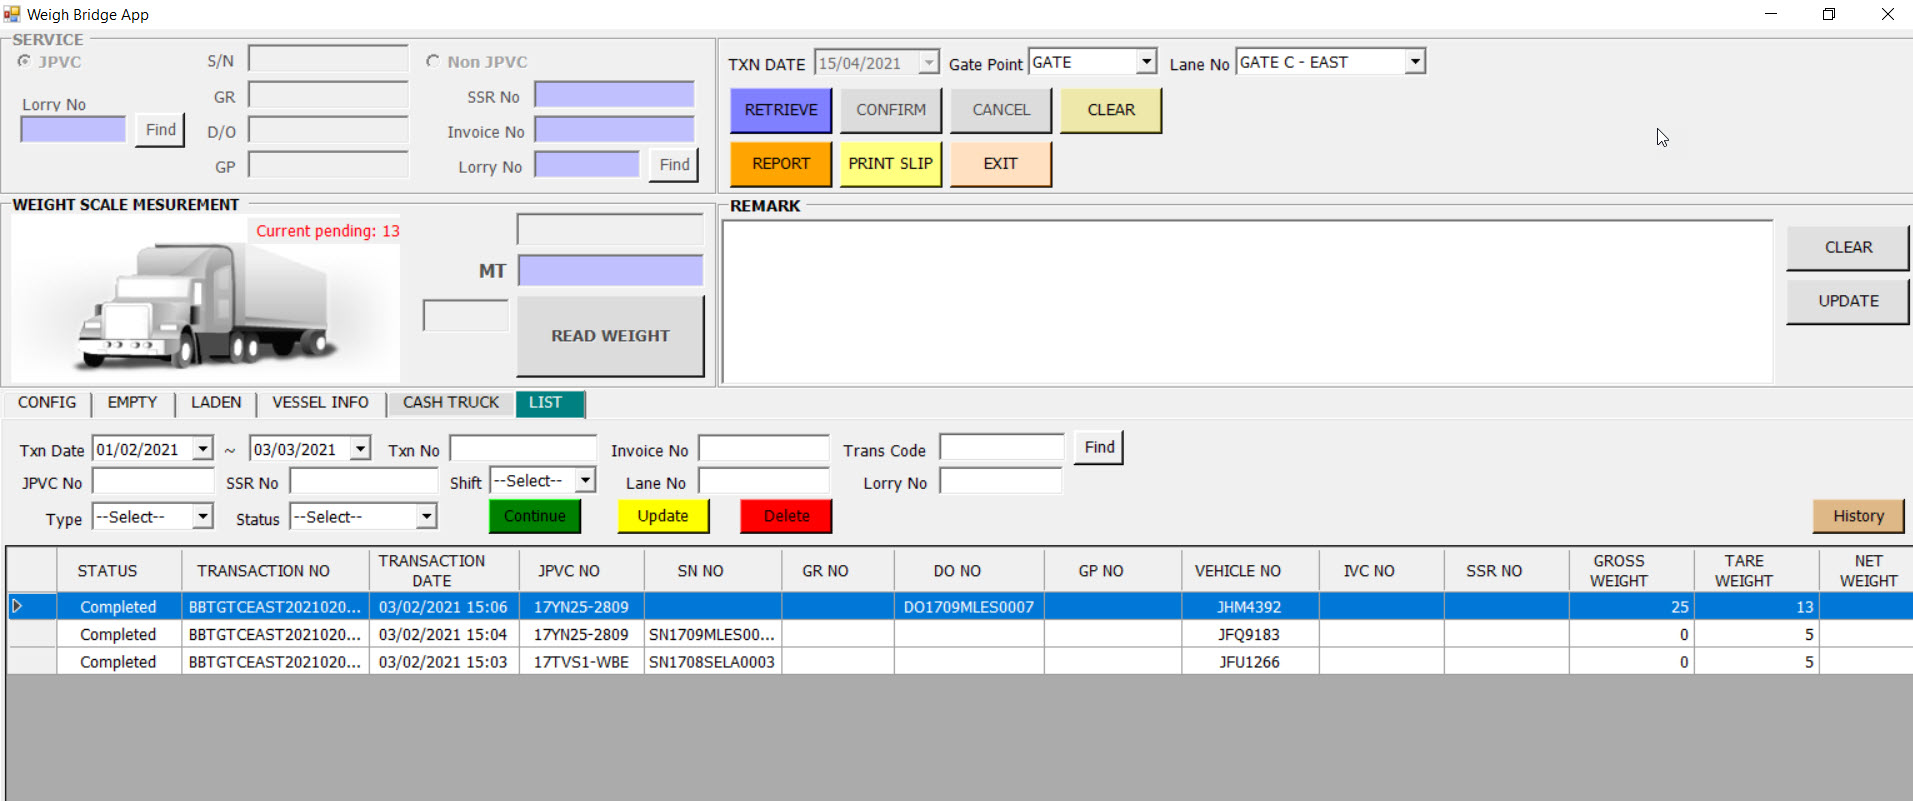 Weigh Bridge App
SERVICE
JPVC
S/N
Non JPVC
GR
SSR No
Lorry No
Find
D/O
Invoice No
GP
Lorry No
Find
TXN DATE 15/04/2021 Gate Point GATE Lane No GATE C - EAST
RETRIEVE CONFIRM CANCEL CLEAR
REPORT PRINT SLIP EXIT
WEIGHT SCALE MESUREMENT
Current pending: 13
MT
READ WEIGHT
REMARK
CLEAR
UPDATE
CONFIG EMPTY LADEN VESSEL INFO CASH TRUCK LIST
Txn Date 01/02/2021 ~ 03/03/2021 Txn No Invoice No Trans Code Find
JPVC No SSR No Shift --Select-- Lane No Lorry No
Type --Select-- Status --Select-- Continue Update Delete History
STATUS TRANSACTION NO TRANSACTION DATE JPVC NO SN NO GR NO DO NO GP NO VEHICLE NO IVC NO SSR NO GROSS WEIGHT TARE WEIGHT NET WEIGHT
Completed BBTGTCEAST2021020... 03/02/2021 15:06 17YN25-2809 DO1709MLES0007 JHM4392 25 13
Completed BBTGTCEAST2021020... 03/02/2021 15:04 17YN25-2809 SN1709MLES00... JFQ9183 0 5
Completed BBTGTCEAST2021020... 03/02/2021 15:03 17TVS1-WBE SN1708SELA0003 JFU1266 0 5